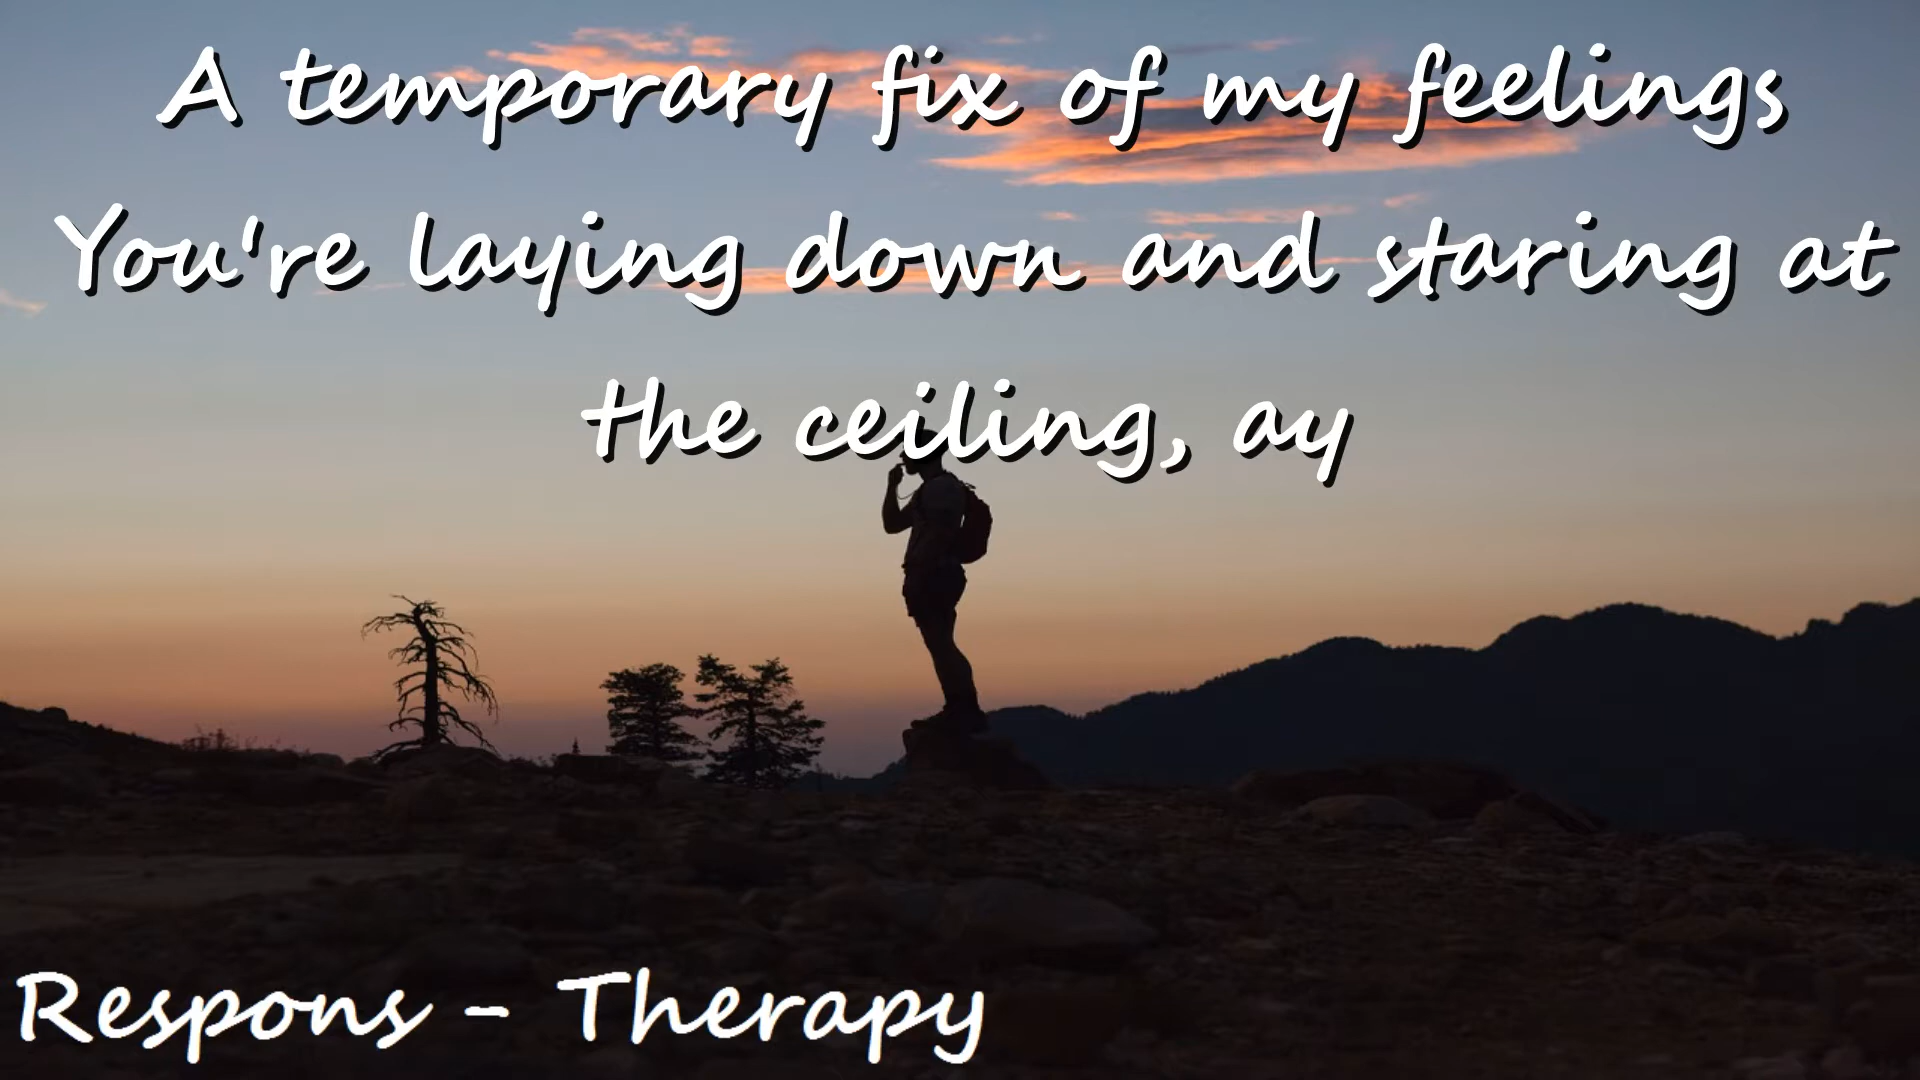 A temporary fix of my feelings
You're laying down and staring at
the ceiling, ay
Respons - Therapy